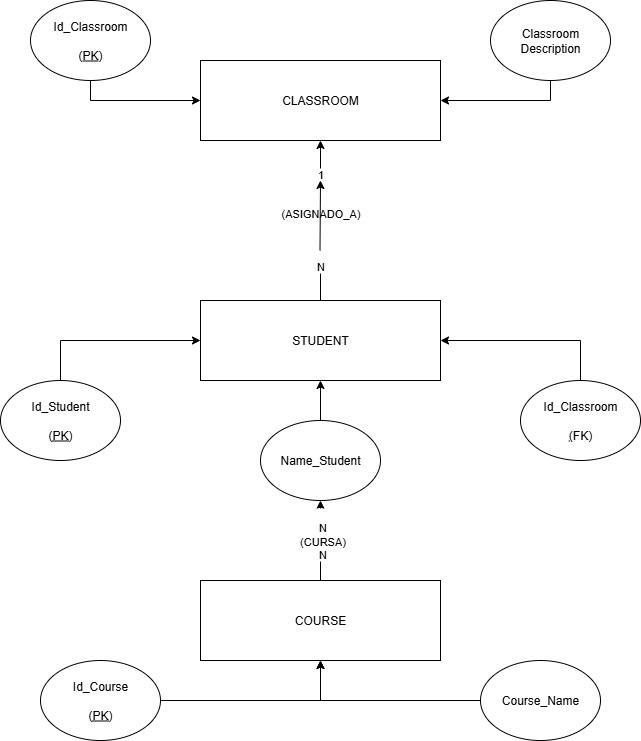 Id_Classroom
(PK)
Classroom
Description
CLASSROOM
1
(ASIGNADO_A)
N
STUDENT
Id_Student
(PK)
Id_Classroom
(FK)
Name_Student
N
(CURSA)
N
COURSE
Id_Course
(PK)
Course_Name